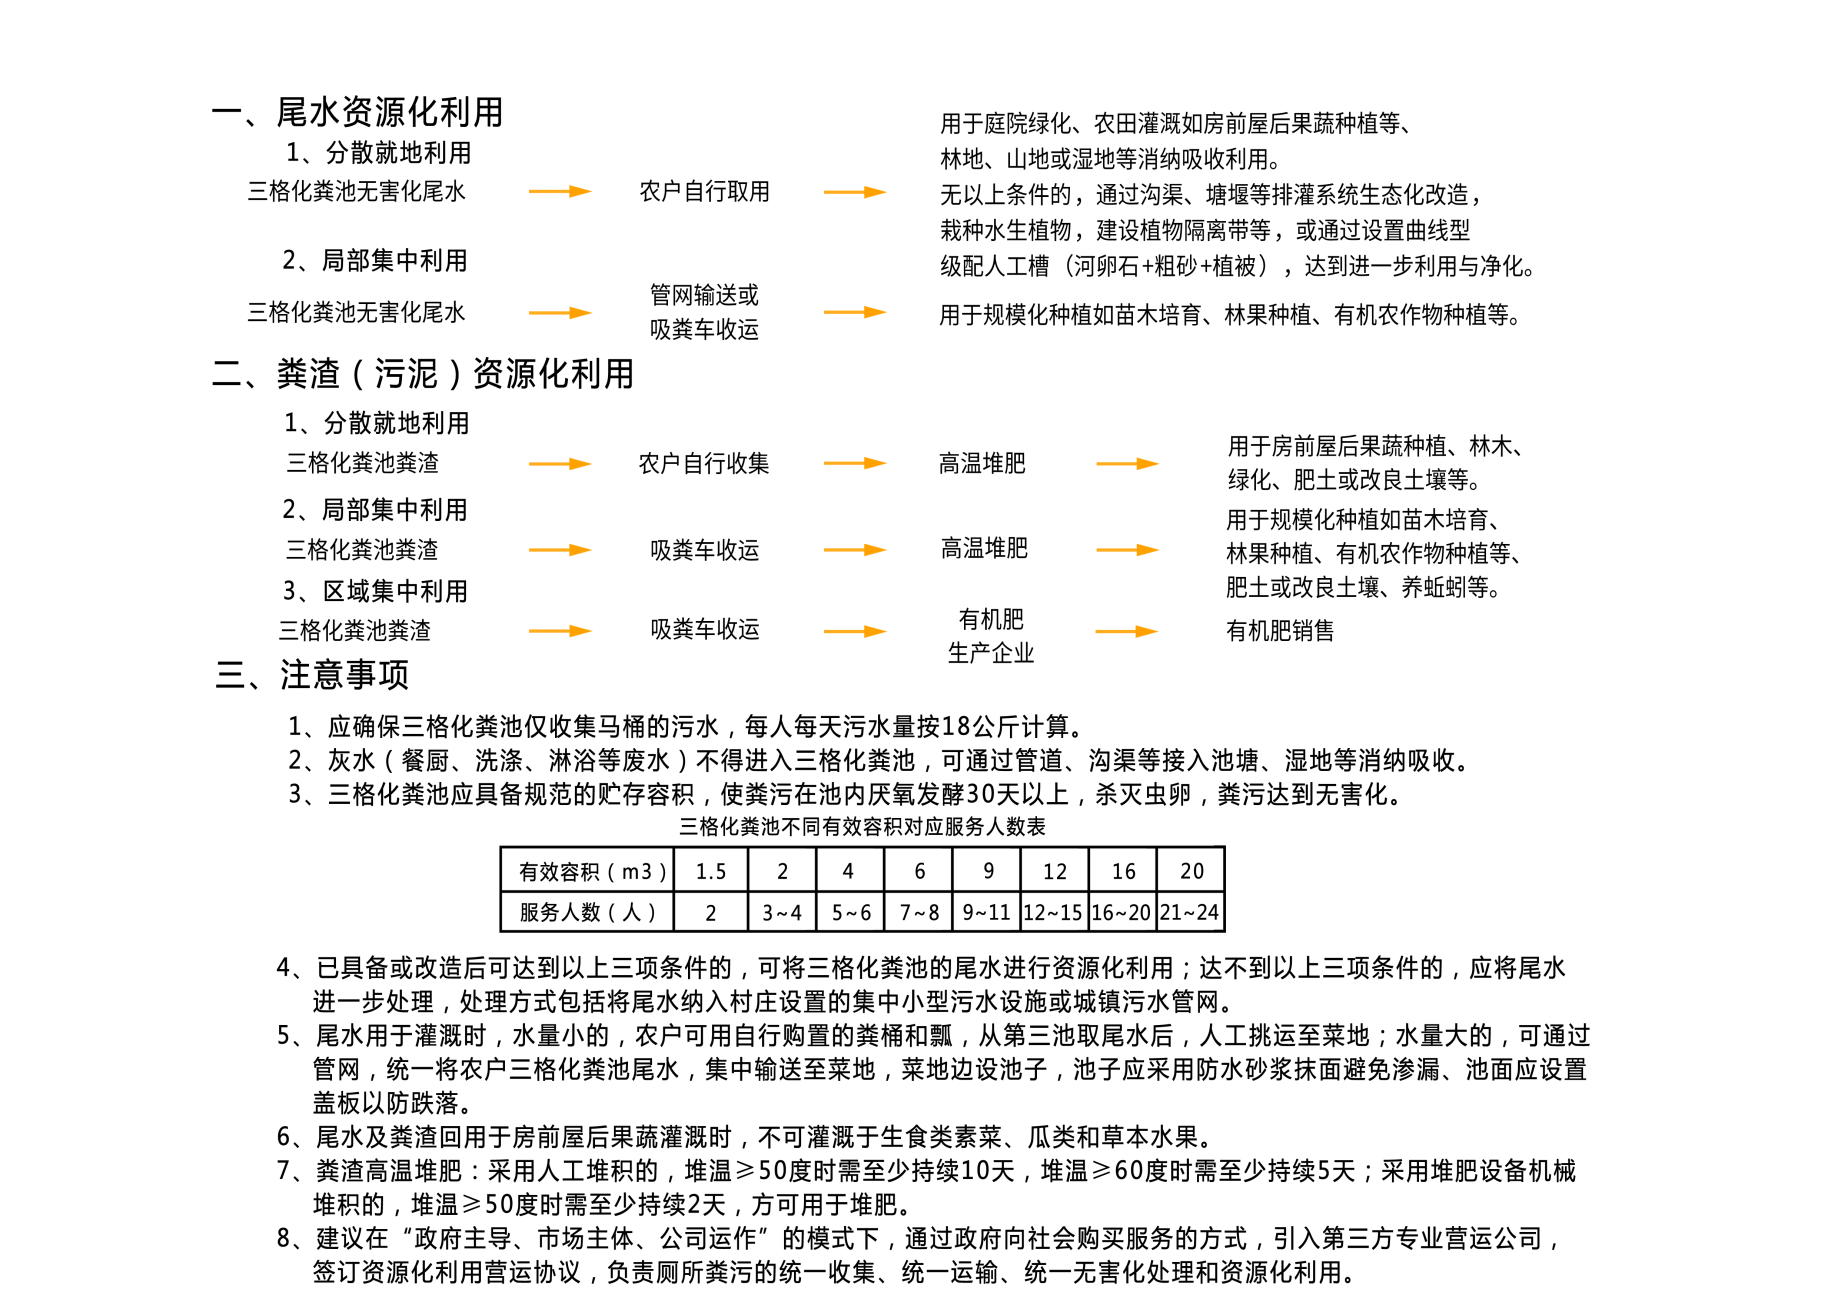 一、尾水资源化利用
1、分散就地利用
三格化粪池无害化尾水
农户自行取用
用于庭院绿化、农田灌溉如房前屋后果蔬种植等、
林地、山地或湿地等消纳吸收利用。
无以上条件的，通过沟渠、塘堰等排灌系统生态化改造，
栽种水生植物，建设植物隔离带等，或通过设置曲线型
级配人工槽（河卵石+粗砂+植被），达到进一步利用与净化。
2、局部集中利用
三格化粪池无害化尾水
管网输送或
吸粪车收运
用于规模化种植如苗木培育、林果种植、有机农作物种植等。
二、粪渣（污泥）资源化利用
1、分散就地利用
三格化粪池粪渣
农户自行收集
高温堆肥
用于房前屋后果蔬种植、林木、
绿化、肥土或改良土壤等。
2、局部集中利用
三格化粪池粪渣
吸粪车收运
高温堆肥
用于规模化种植如苗木培育、
林果种植、有机农作物种植等、
肥土或改良土壤、养蚯蚓等。
3、区域集中利用
三格化粪池粪渣
吸粪车收运
有机肥
生产企业
有机肥销售
三、注意事项
1、应确保三格化粪池仅收集马桶的污水，每人每天污水量按18公斤计算。
2、灰水（餐厨、洗涤、淋浴等废水）不得进入三格化粪池，可通过管道、沟渠等接入池塘、湿地等消纳吸收。
3、三格化粪池应具备规范的贮存容积，使粪污在池内厌氧发酵30天以上，杀灭虫卵，粪污达到无害化。
三格化粪池不同有效容积对应服务人数表
有效容积（m3） 1.5 2 4 6 9 12 16 20
服务人数（人） 2 3~4 5~6 7~8 9~11 12~15 16~20 21~24
4、已具备或改造后可达到以上三项条件的，可将三格化粪池的尾水进行资源化利用；达不到以上三项条件的，应将尾水
进一步处理，处理方式包括将尾水纳入村庄设置的集中小型污水设施或城镇污水管网。
5、尾水用于灌溉时，水量小的，农户可用自行购置的粪桶和瓢，从第三池取尾水后，人工挑运至菜地；水量大的，可通过
管网，统一将农户三格化粪池尾水，集中输送至菜地，菜地边设池子，池子应采用防水砂浆抹面避免渗漏、池面应设置
盖板以防跌落。
6、尾水及粪渣回用于房前屋后果蔬灌溉时，不可灌溉于生食类素菜、瓜类和草本水果。
7、粪渣高温堆肥：采用人工堆积的，堆温≥50度时需至少持续10天，堆温≥60度时需至少持续5天；采用堆肥设备机械
堆积的，堆温≥50度时需至少持续2天，方可用于堆肥。
8、建议在“政府主导、市场主体、公司运作”的模式下，通过政府向社会购买服务的方式，引入第三方专业营运公司，
签订资源化利用营运协议，负责厕所粪污的统一收集、统一运输、统一无害化处理和资源化利用。